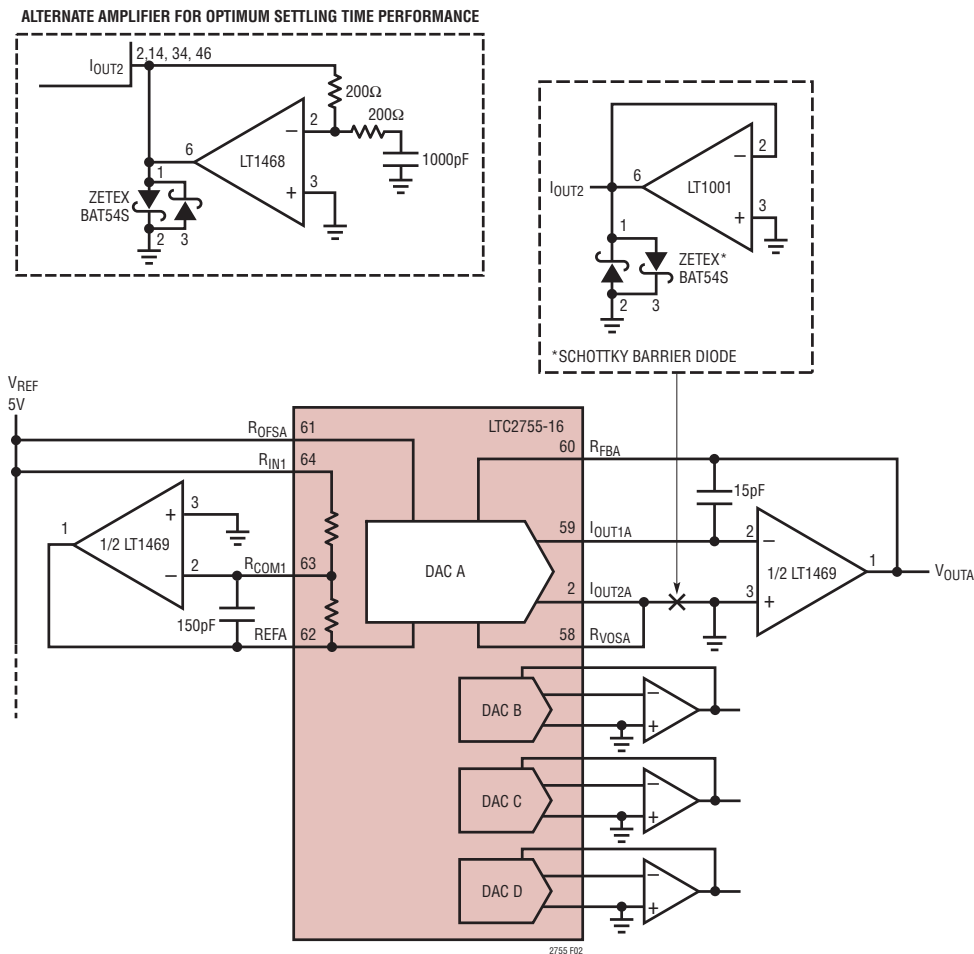 ALTERNATE AMPLIFIER FOR OPTIMUM SETTLING TIME PERFORMANCE
IOUT2
2,14, 34, 46
200Ω
200Ω
2
−
6
LT1468
1000pF
1
+
3
ZETEX
BAT54S
2
3
2
−
6
LT1001
IOUT2
+
3
1
ZETEX*
BAT54S
2
3
*SCHOTTKY BARRIER DIODE
VREF
5V
LTC2755-16
ROFSA
61
60
RFBA
RIN1
64
15pF
1
+
3
1/2 LT1469
−
2
RCOM1
63
150pF
REFA
62
DAC A
59
IOUT1A
2
−
1/2 LT1469
1
VOUTA
2
IOUT2A
3
+
58
RVOSA
DAC B
−
+
DAC C
−
+
DAC D
−
+
2755 F02